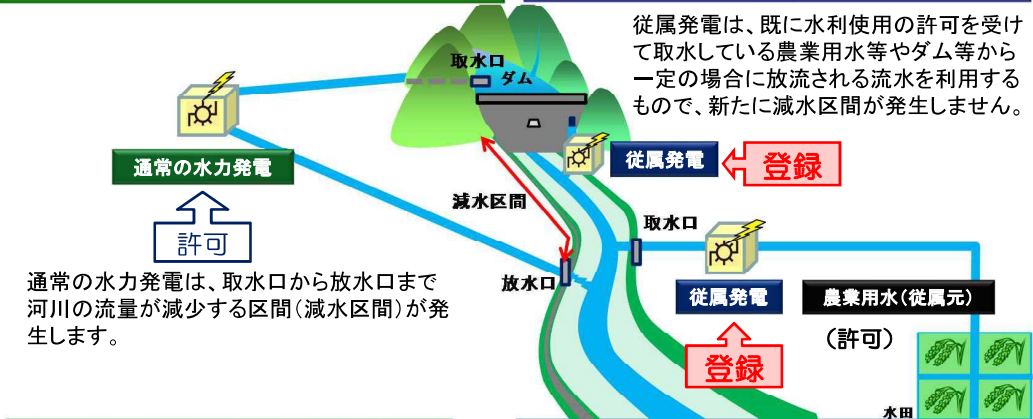 従属発電は、既に水利使用の許可を受け
て取水している農業用水等やダム等から
一定の場合に放流される流水を利用する
もので、新たに減水区間が発生しません。
取水口
ダム
通常の水力発電
従属発電
登録
減水区間
許可
取水口
通常の水力発電は、取水口から放水口まで
河川の流量が減少する区間(減水区間)が発
生します。
放水口
従属発電
農業用水(従属元)
(許可)
登録
水田